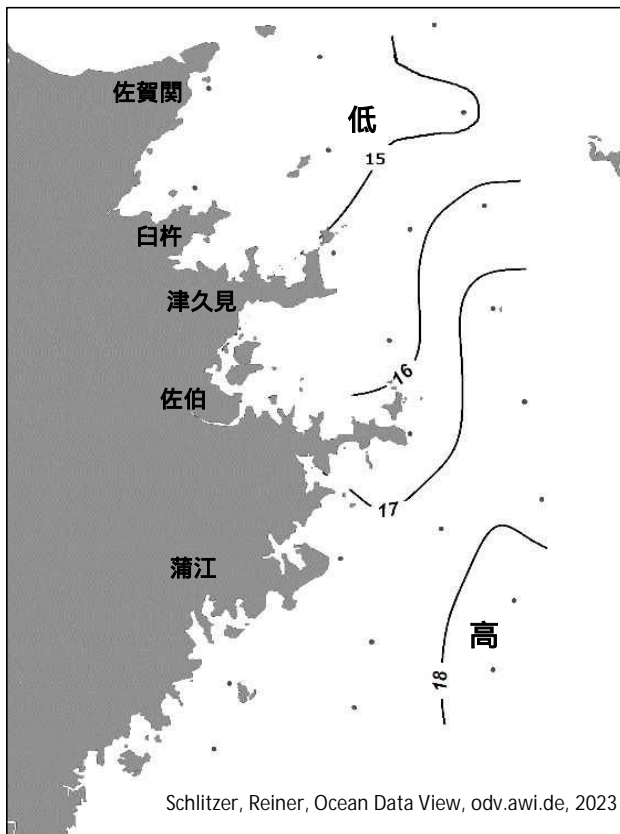 佐賀関
低
15
臼杵
津久見
16
佐伯
17
蒲江
高
18
Schlitzer, Reiner, Ocean Data View, odv.awi.de, 2023